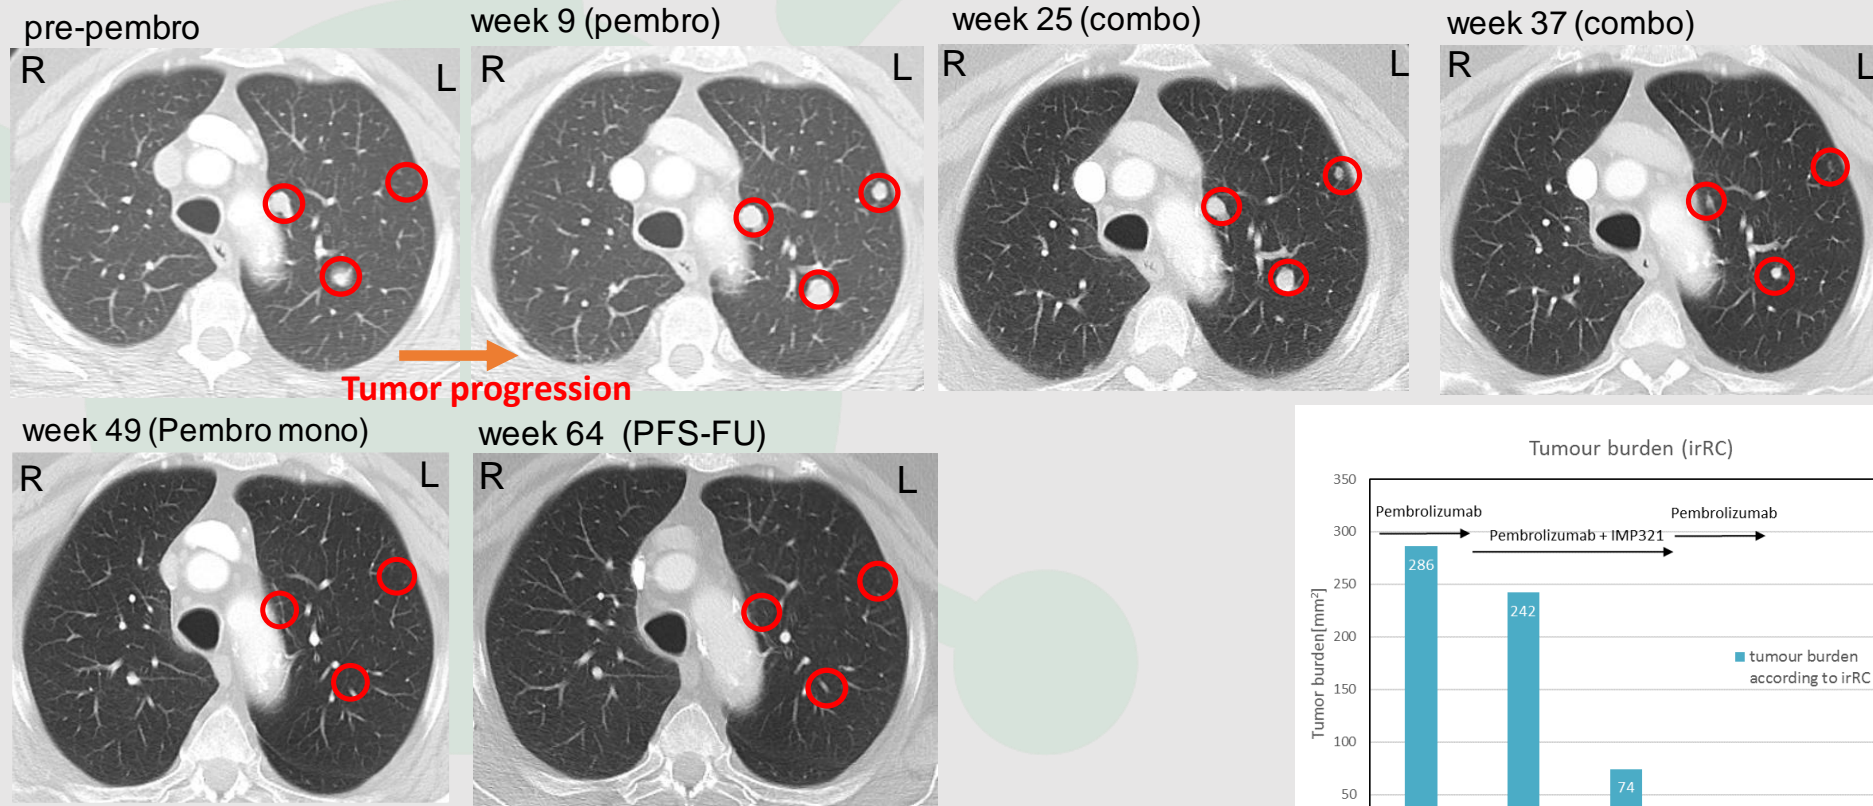 pre-pembro
week 9 (pembro)
week 25 (combo)
week 37 (combo)
R
L
R
L
R
L
R
L
Tumor progression
week 49 (Pembro mono)
week 64 (PFS-FU)
R
L
R
L
Tumour burden (irRC)
350
300
250
200
150
100
50
Tumor burden[mm²]
Pembrolizumab
Pembrolizumab + IMP321
Pembrolizumab
286
242
74
tumour burden
according to irRC